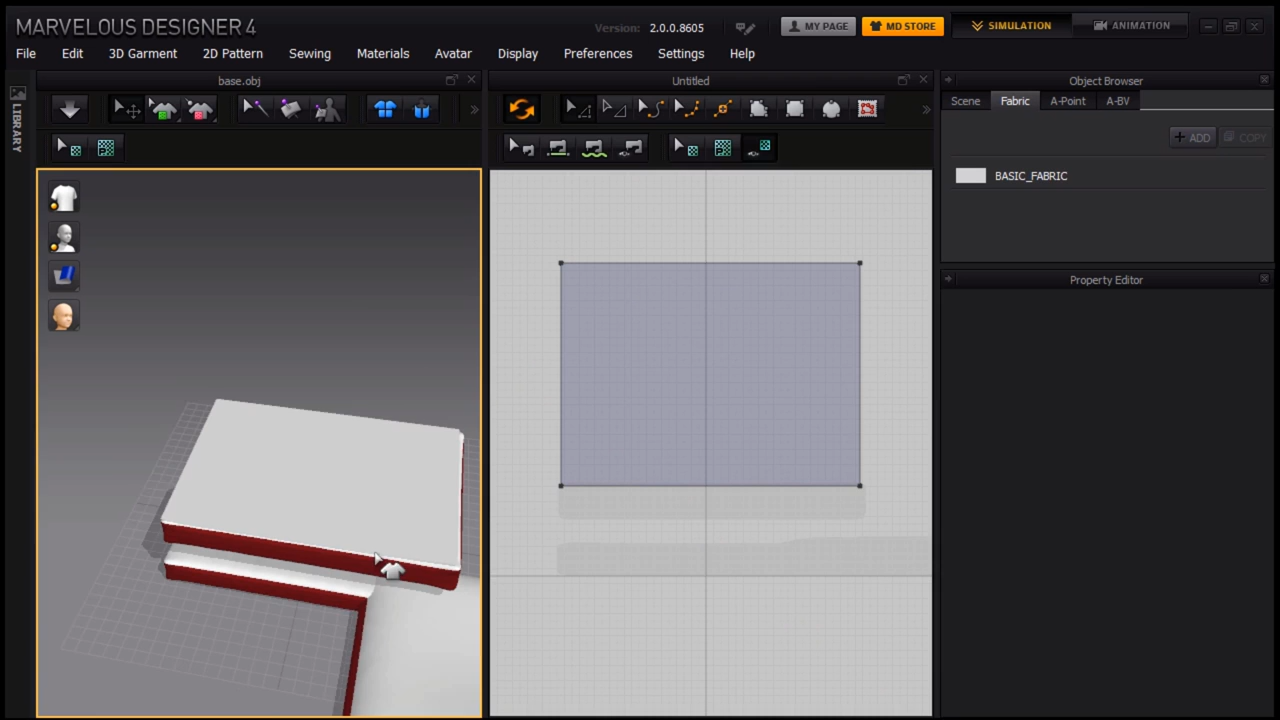 MARVELOUS DESIGNER 4
Version: 2.0.0.8605
MY PAGE
MD STORE
SIMULATION
ANIMATION
File Edit 3D Garment 2D Pattern Sewing Materials Avatar Display Preferences Settings Help
LIBRARY
base.obj
Untitled
Object Browser
Scene Fabric A-Point A-BV
+ ADD COPY
BASIC_FABRIC
Property Editor